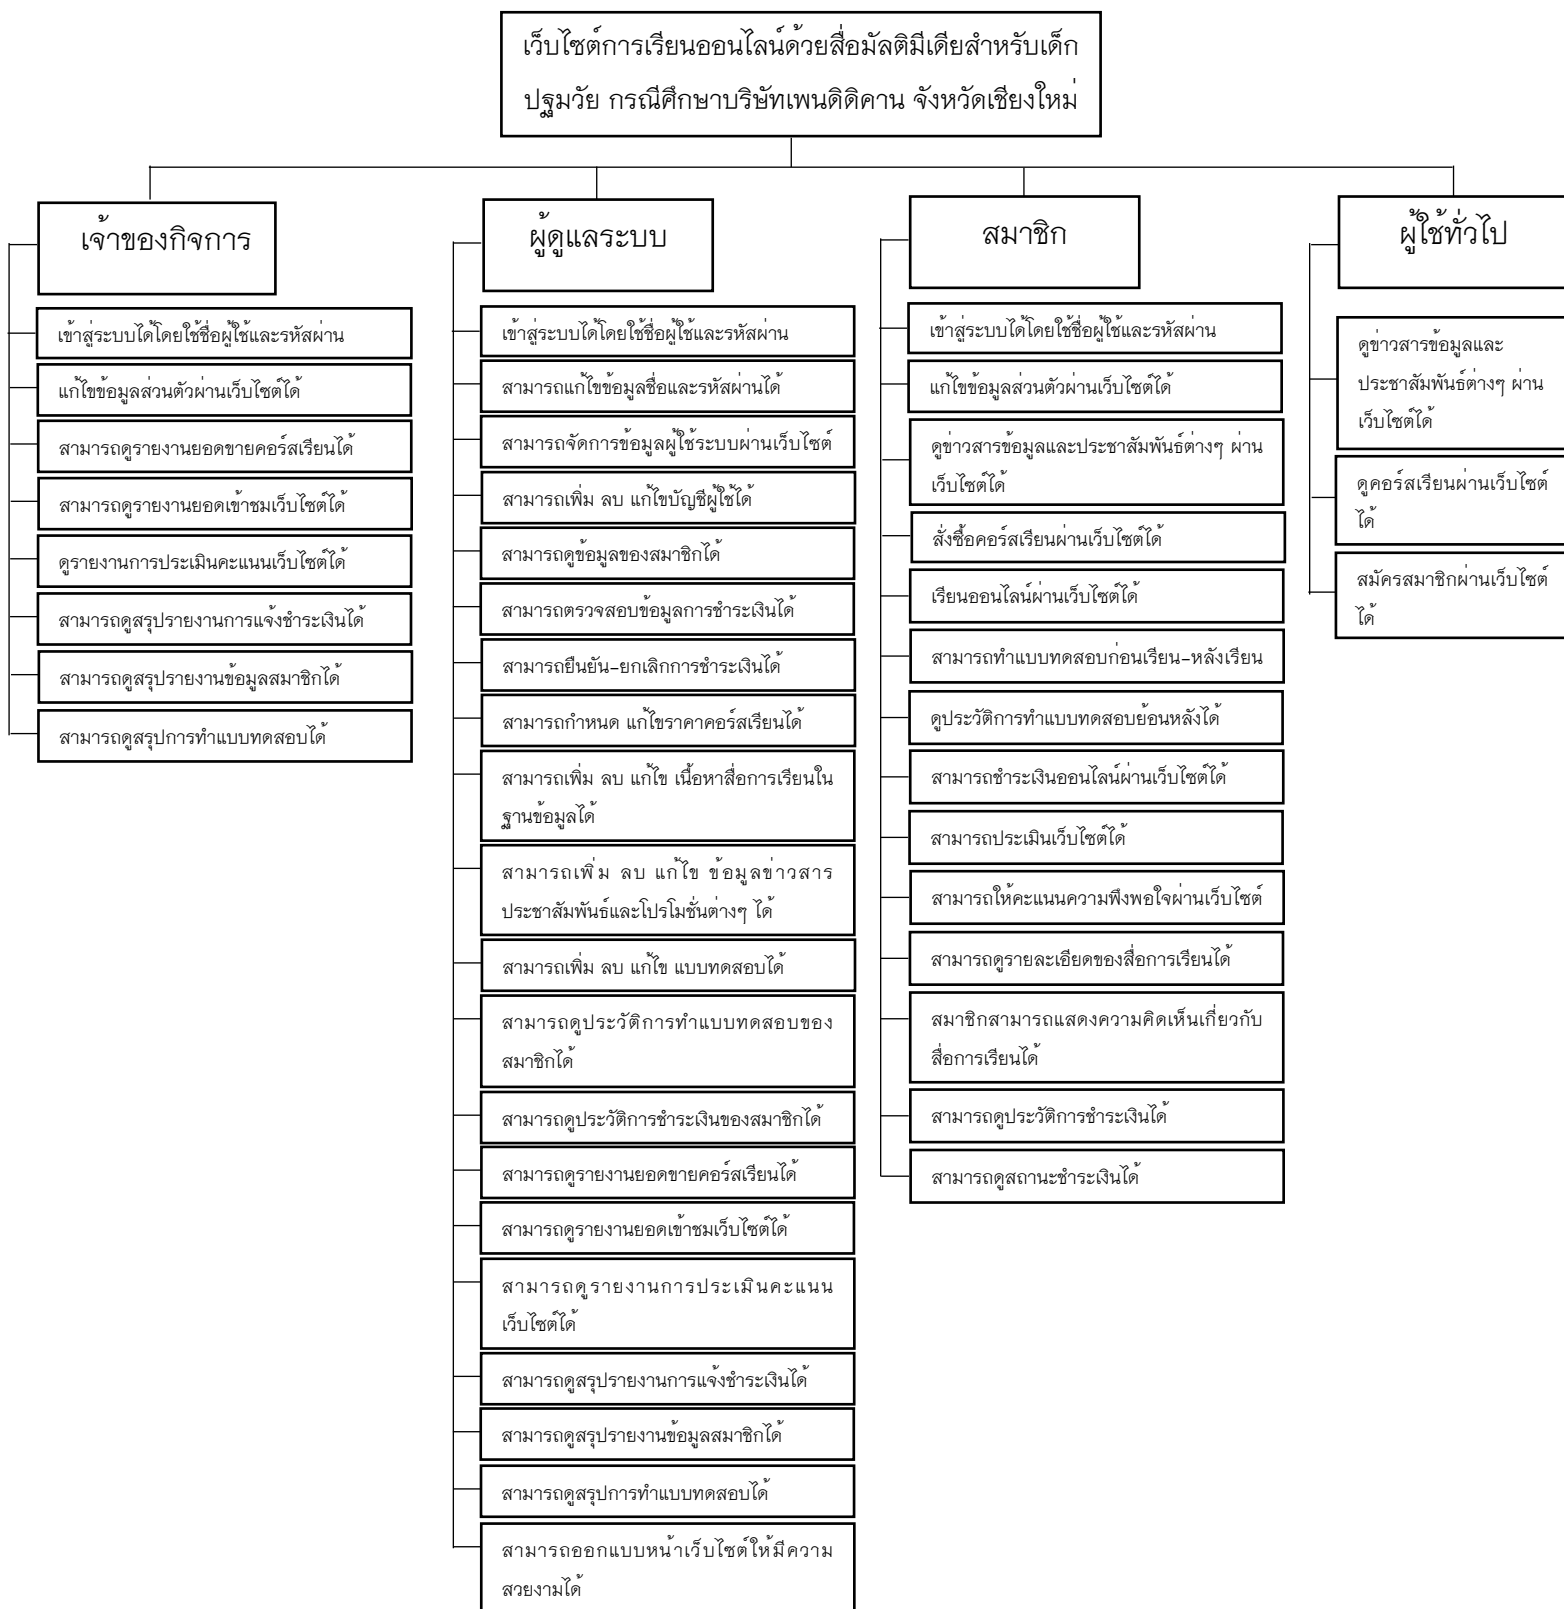 เว็บไซต์การเรียนออนไลน์ด้วยสื่อมัลติมีเดียสำหรับเด็ก
ปฐมวัย กรณีศึกษาบริษัทเพนดิดิคาน จังหวัดเชียงใหม่
เจ้าของกิจการ
เข้าสู่ระบบได้โดยใช้ชื่อผู้ใช้และรหัสผ่าน
แก้ไขข้อมูลส่วนตัวผ่านเว็บไซต์ได้
สามารถดูรายงานยอดขายคอร์สเรียนได้
สามารถดูรายงานยอดเข้าชมเว็บไซต์ได้
ดูรายงานการประเมินคะแนนเว็บไซต์ได้
สามารถดูสรุปรายงานการแจ้งชำระเงินได้
สามารถดูสรุปรายงานข้อมูลสมาชิกได้
สามารถดูสรุปการทำแบบทดสอบได้
ผู้ดูแลระบบ
เข้าสู่ระบบได้โดยใช้ชื่อผู้ใช้และรหัสผ่าน
สามารถแก้ไขข้อมูลชื่อและรหัสผ่านได้
สามารถจัดการข้อมูลผู้ใช้ระบบผ่านเว็บไซต์
สามารถเพิ่ม ลบ แก้ไขบัญชีผู้ใช้ได้
สามารถดูข้อมูลของสมาชิกได้
สามารถตรวจสอบข้อมูลการชำระเงินได้
สามารถยืนยัน-ยกเลิกการชำระเงินได้
สามารถกำหนด แก้ไขราคาคอร์สเรียนได้
สามารถเพิ่ม ลบ แก้ไข เนื้อหาสื่อการเรียนใน
ฐานข้อมูลได้
สามารถเพิ่ม ลบ แก้ไข ข้อมูลข่าวสาร
ประชาสัมพันธ์และโปรโมชั่นต่างๆ ได้
สามารถเพิ่ม ลบ แก้ไข แบบทดสอบได้
สามารถดูประวัติการทำแบบทดสอบของ
สมาชิกได้
สามารถดูประวัติการชำระเงินของสมาชิกได้
สามารถดูรายงานยอดขายคอร์สเรียนได้
สามารถดูรายงานยอดเข้าชมเว็บไซต์ได้
สามารถดูรายงานการประเมินคะแนน
เว็บไซต์ได้
สามารถดูสรุปรายงานการแจ้งชำระเงินได้
สามารถดูสรุปรายงานข้อมูลสมาชิกได้
สามารถดูสรุปการทำแบบทดสอบได้
สามารถออกแบบหน้าเว็บไซต์ให้มีความ
สวยงามได้
สมาชิก
เข้าสู่ระบบได้โดยใช้ชื่อผู้ใช้และรหัสผ่าน
แก้ไขข้อมูลส่วนตัวผ่านเว็บไซต์ได้
ดูข่าวสารข้อมูลและประชาสัมพันธ์ต่างๆ ผ่าน
เว็บไซต์ได้
สั่งซื้อคอร์สเรียนผ่านเว็บไซต์ได้
เรียนออนไลน์ผ่านเว็บไซต์ได้
สามารถทำแบบทดสอบก่อนเรียน-หลังเรียน
ดูประวัติการทำแบบทดสอบย้อนหลังได้
สามารถชำระเงินออนไลน์ผ่านเว็บไซต์ได้
สามารถประเมินเว็บไซต์ได้
สามารถให้คะแนนความพึงพอใจผ่านเว็บไซต์
สามารถดูรายละเอียดของสื่อการเรียนได้
สมาชิกสามารถแสดงความคิดเห็นเกี่ยวกับ
สื่อการเรียนได้
สามารถดูประวัติการชำระเงินได้
สามารถดูสถานะชำระเงินได้
ผู้ใช้ทั่วไป
ดูข่าวสารข้อมูลและ
ประชาสัมพันธ์ต่างๆ ผ่าน
เว็บไซต์ได้
ดูคอร์สเรียนผ่านเว็บไซต์
ได้
สมัครสมาชิกผ่านเว็บไซต์
ได้